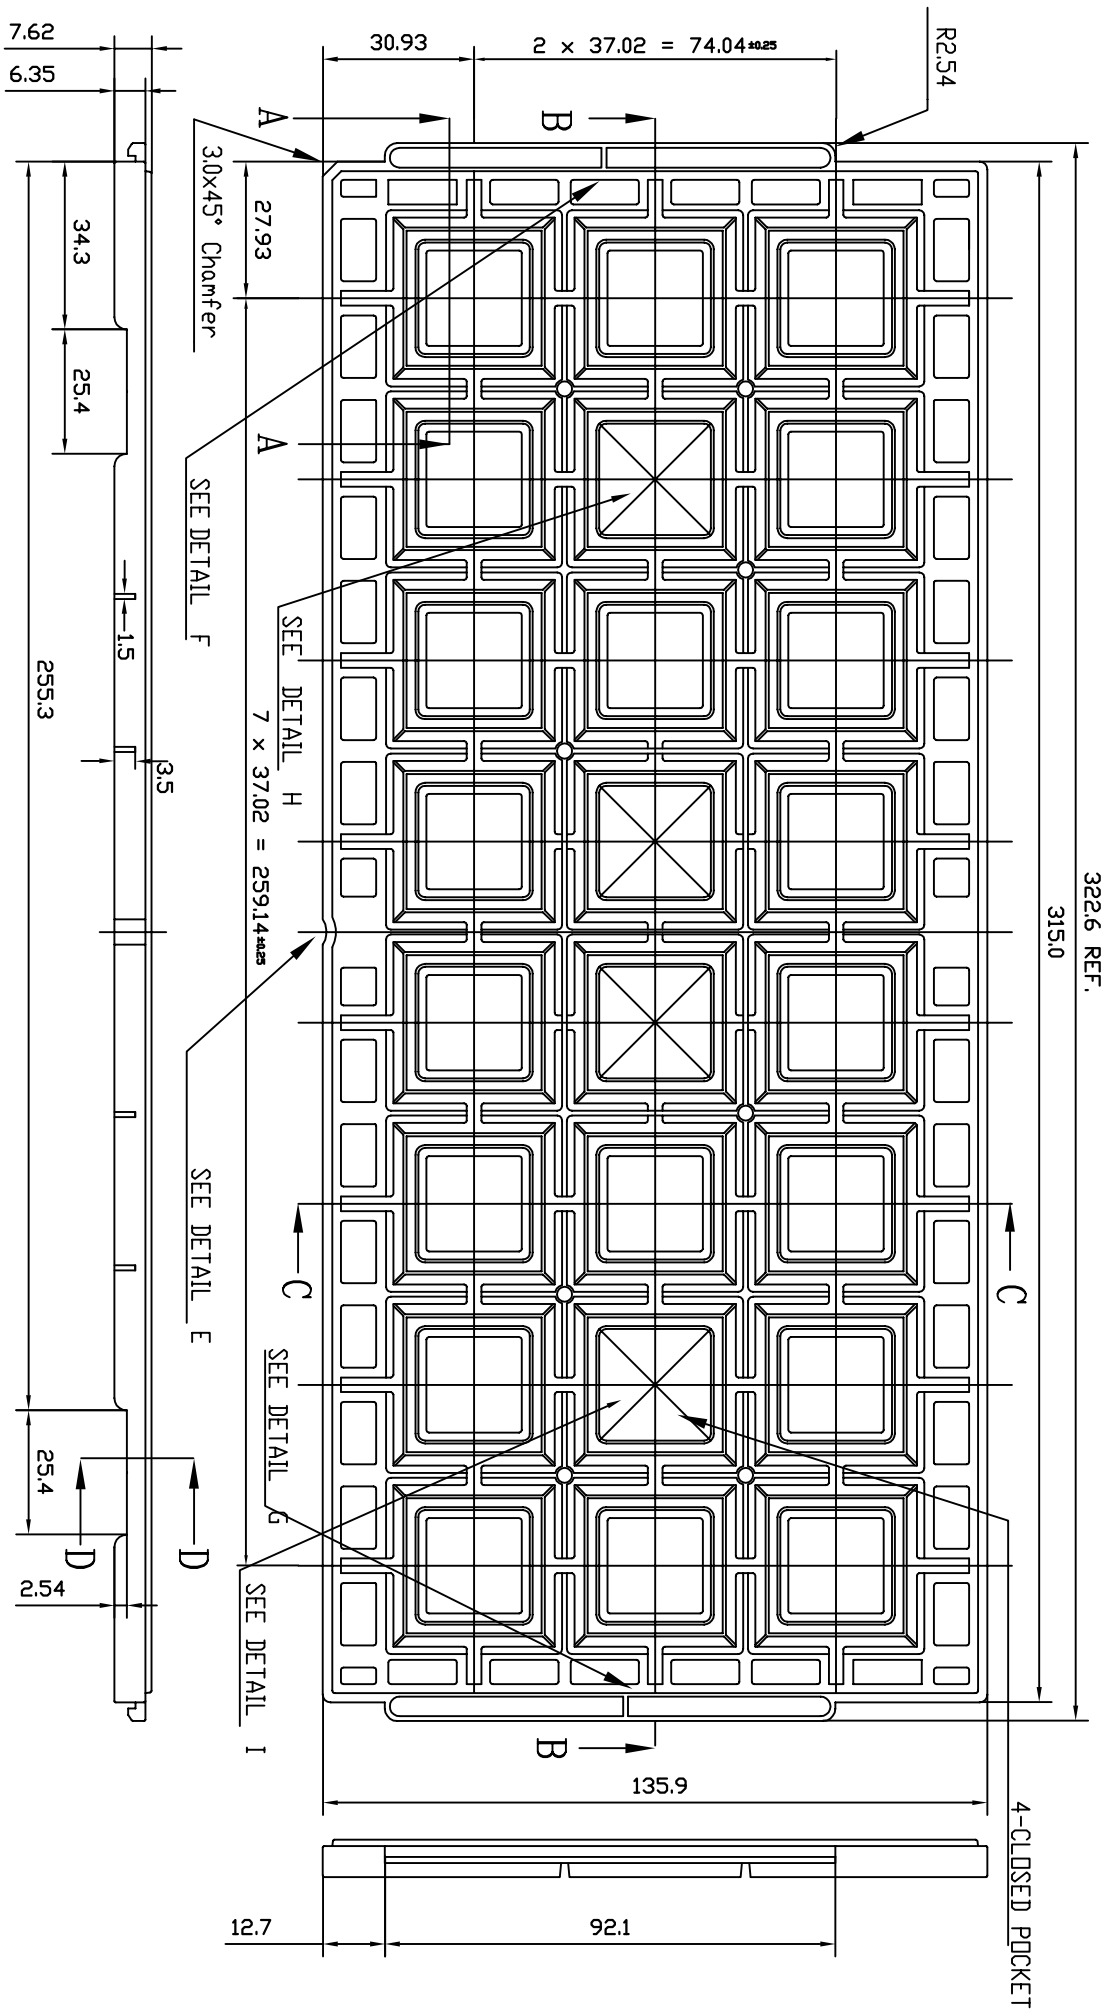 7.62
6.35
30.93
2 x 37.02 = 74.04±0.25
R2.54
A
B
3.0x45° Chamfer
27.93
34.3
25.4
A
SEE DETAIL F
SEE DETAIL H
1.5
3.5
255.3
7 x 37.02 = 259.14±0.25
322.6 REF.
315.0
SEE DETAIL E
C
C
SEE DETAIL G
25.4
D
D
2.54
SEE DETAIL I
B
135.9
4-CLOSED POCKET
12.7
92.1